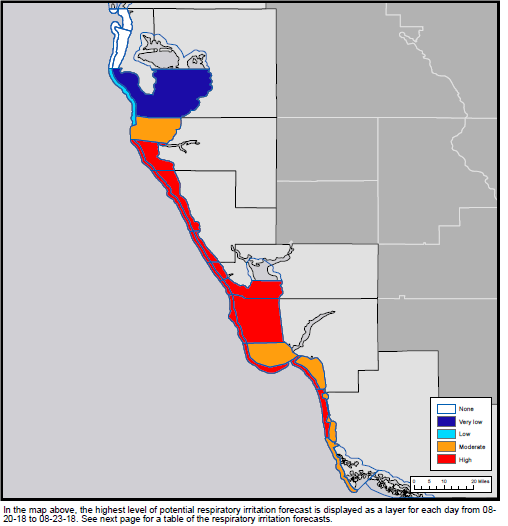 None
Very low
Low
Moderate
High
0 5 10 20 Miles
In the map above, the highest level of potential respiratory irritation forecast is displayed as a layer for each day from 08-
20-18 to 08-23-18. See next page for a table of the respiratory irritation forecasts.